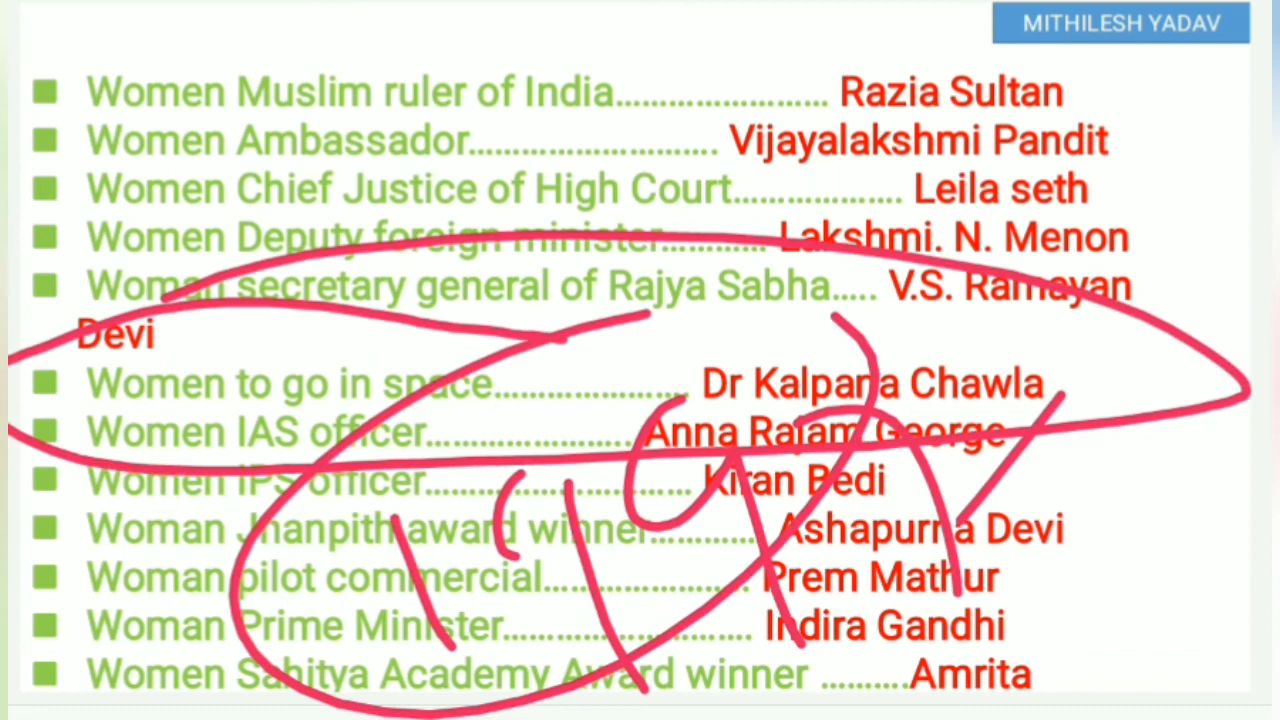 MITHILESH YADAV
Women Muslim ruler of India........................ Razia Sultan
Women Ambassador............................ Vijayalakshmi Pandit
Women Chief Justice of High Court................... Leila seth
Women Deputy foreign minister............ Lakshmi. N. Menon
Woman secretary general of Rajya Sabha..... V.S. Ramayan
Devi
Women to go in space...................... Dr Kalpana Chawla
Women IAS officer........................ Anna Rajam George
Women IPS officer.............................. Kiran Bedi
Woman Jnanpith award winner............ Ashapurna Devi
Woman pilot commercial....................... Prem Mathur
Woman Prime Minister............................ Indira Gandhi
Women Sahitya Academy Award winner ..........Amrita